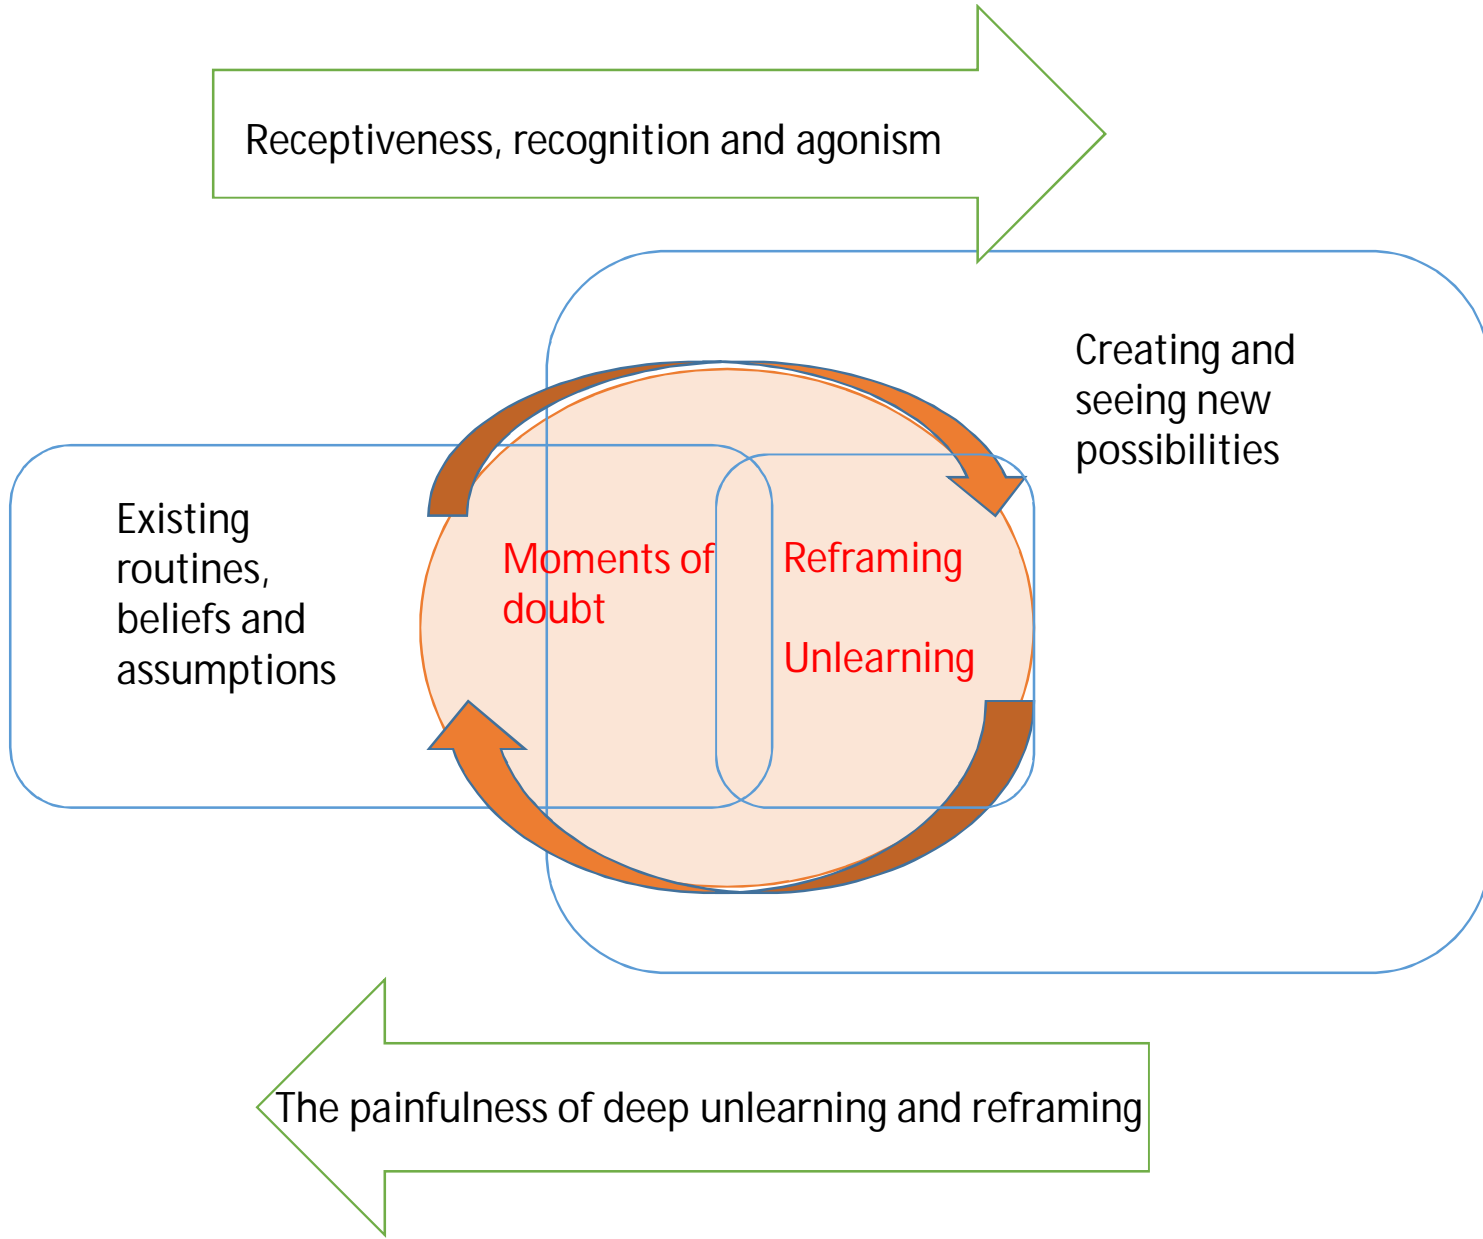 Receptiveness, recognition and agonism
Creating and
seeing new
possibilities
Existing
routines,
beliefs and
assumptions
Moments of
doubt
Reframing
Unlearning
The painfulness of deep unlearning and reframing